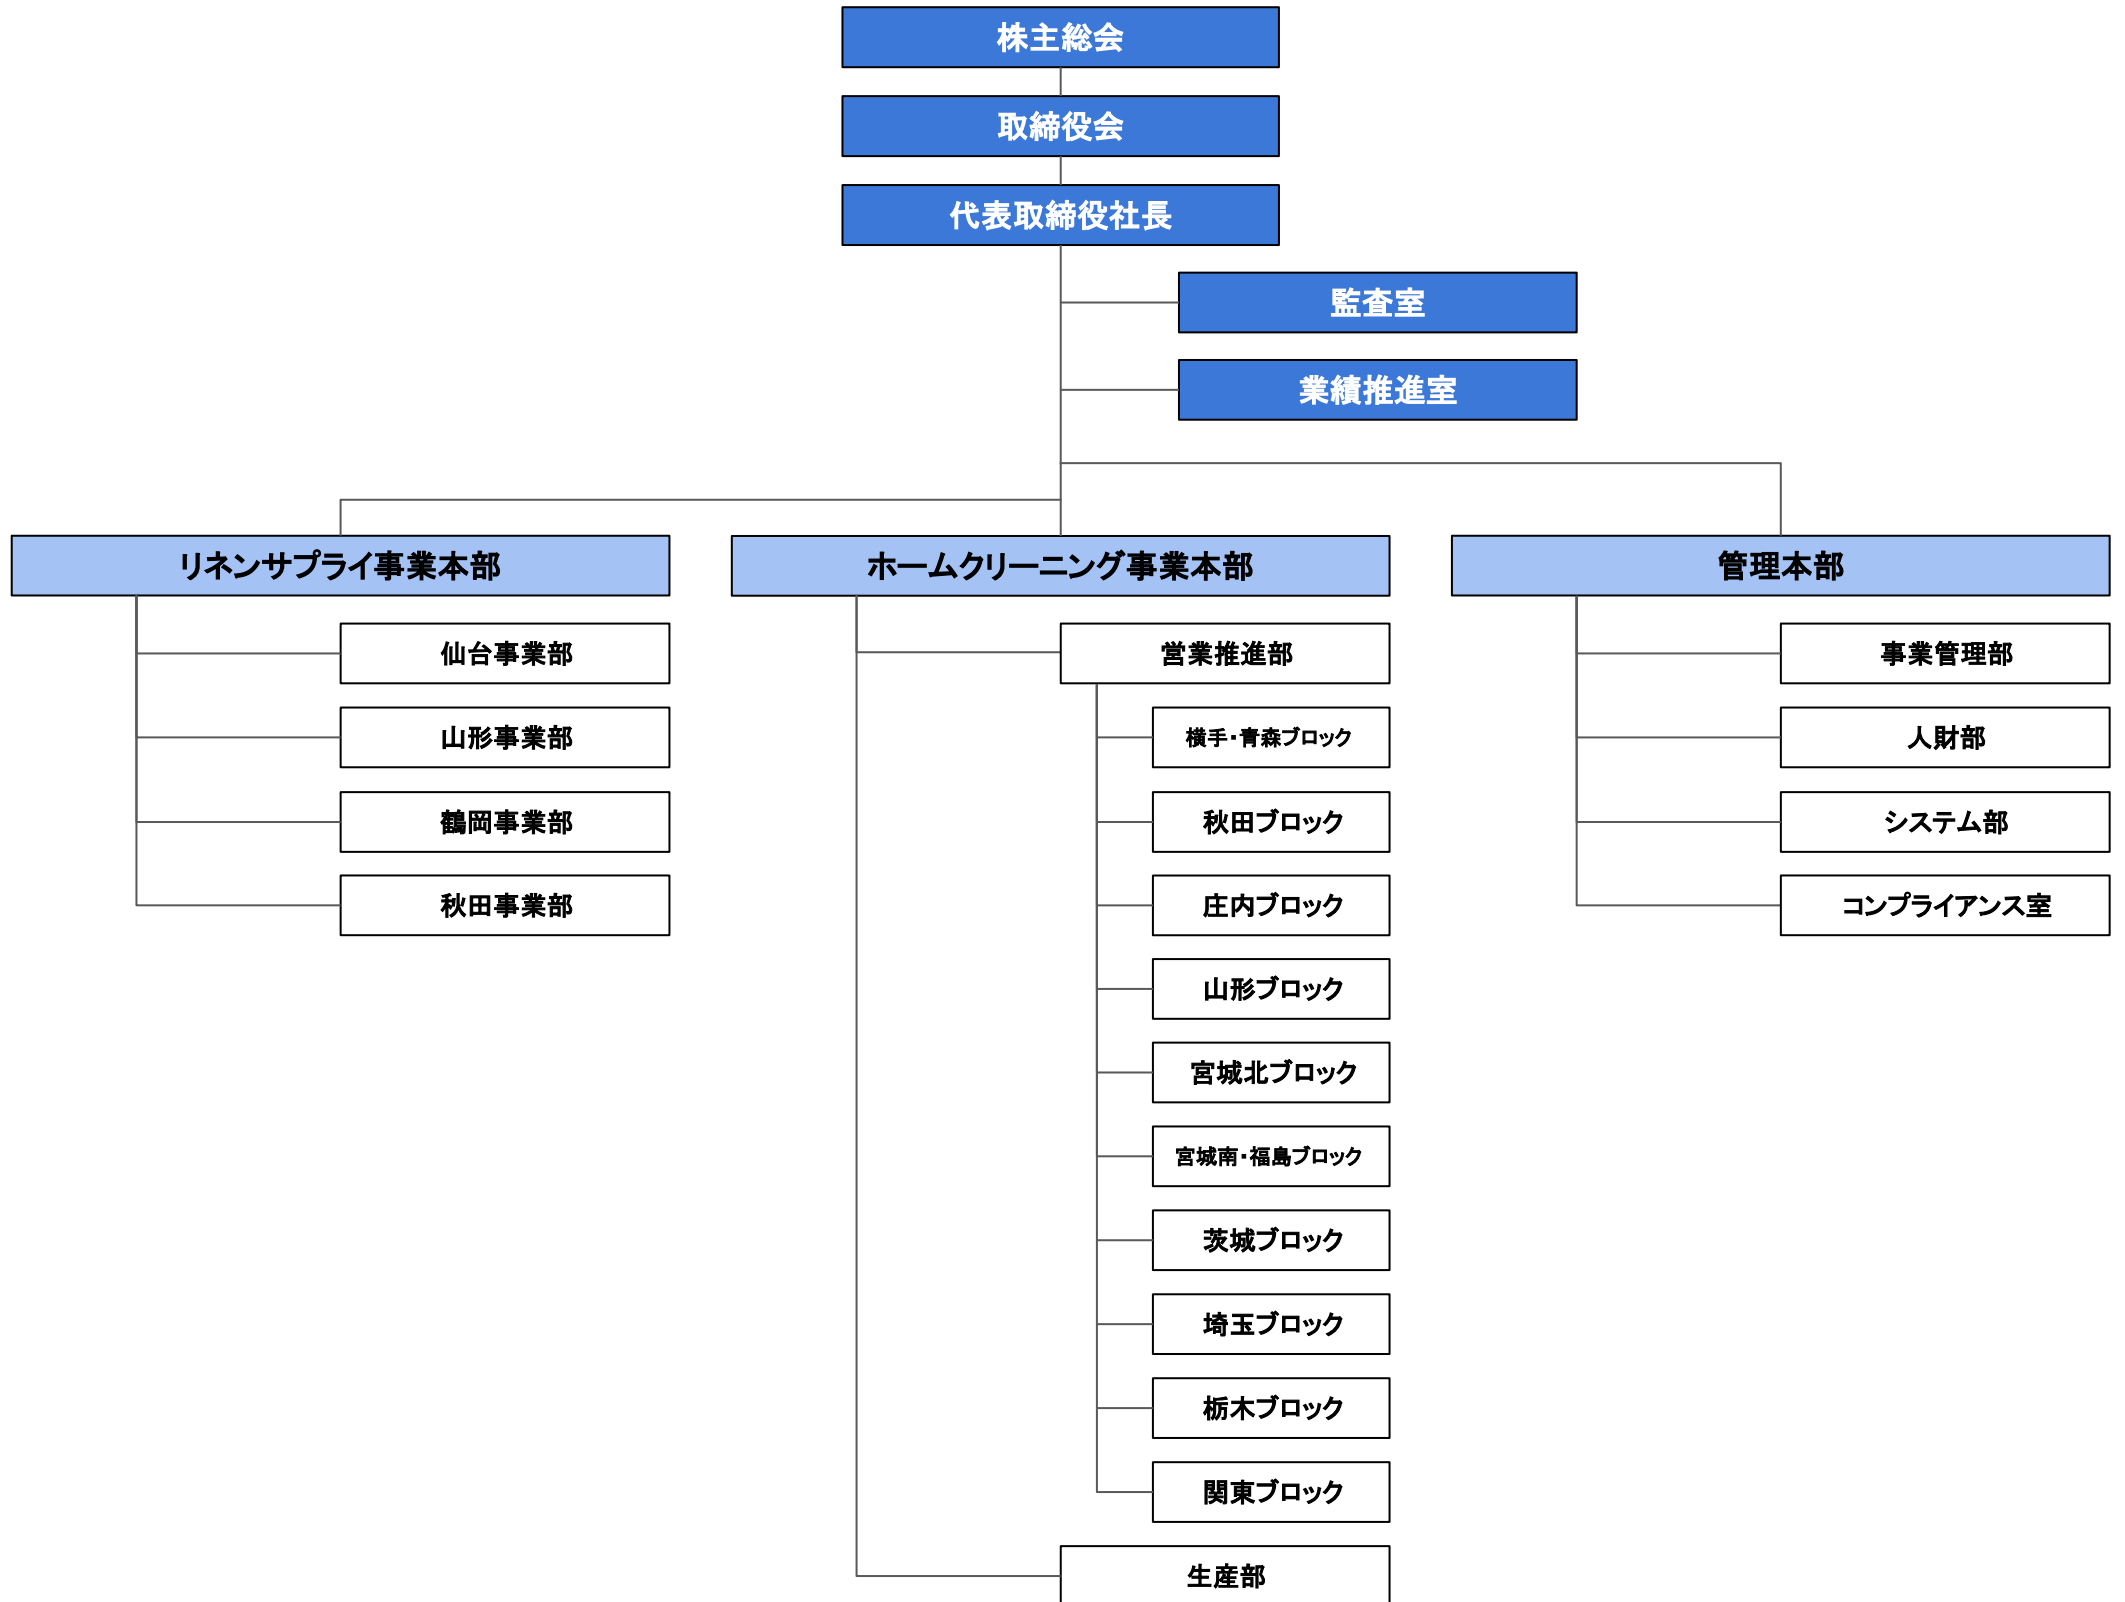 株主総会
取締役会
代表取締役社長
監査室
業績推進室
リネンサプライ事業本部
仙台事業部
山形事業部
鶴岡事業部
秋田事業部
ホームクリーニング事業本部
営業推進部
横手・青森ブロック
秋田ブロック
庄内ブロック
山形ブロック
宮城北ブロック
宮城南・福島ブロック
茨城ブロック
埼玉ブロック
栃木ブロック
関東ブロック
生産部
管理本部
事業管理部
人財部
システム部
コンプライアンス室